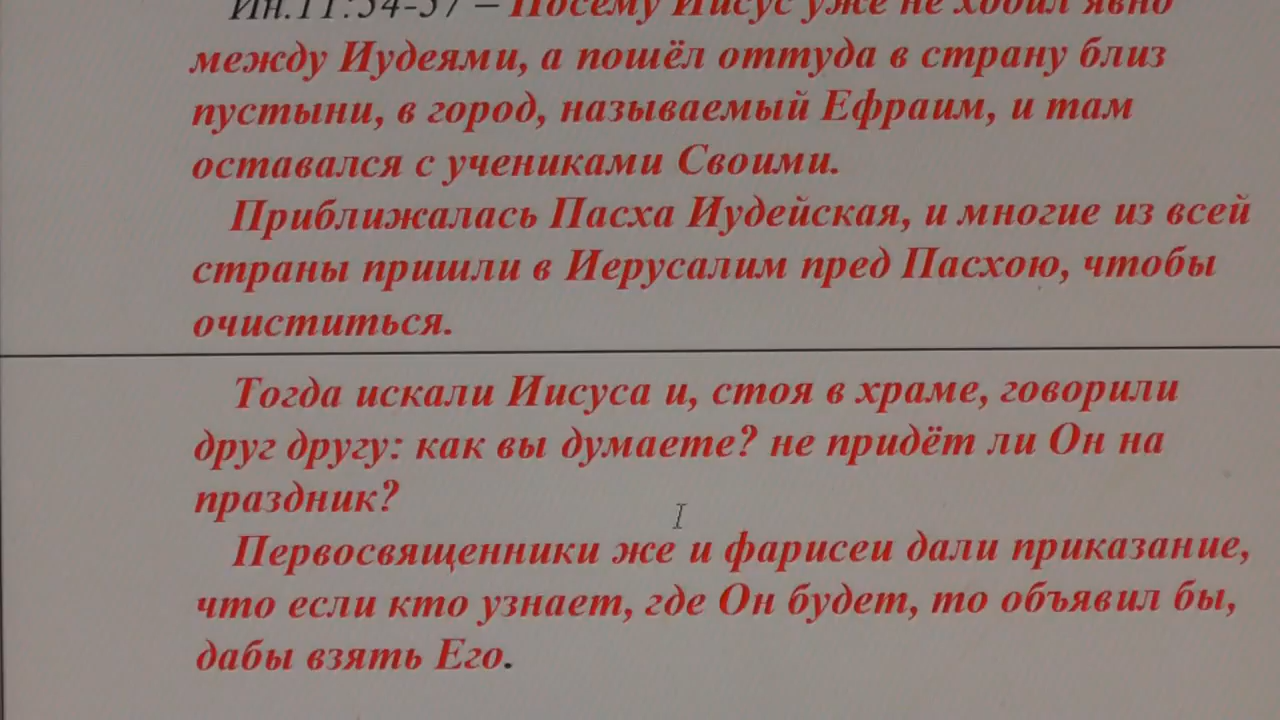 Ин.11:54-57 – Посему Иисус уже не ходил явно
между Иудеями, а пошёл оттуда в страну близ
пустыни, в город, называемый Ефраим, и там
оставался с учениками Своими.
Приближалась Пасха Иудейская, и многие из всей
страны пришли в Иерусалим пред Пасхою, чтобы
очиститься.
Тогда искали Иисуса и, стоя в храме, говорили
друг другу: как вы думаете? не придёт ли Он на
праздник?
Первосвященники же и фарисеи дали приказание,
что если кто узнает, где Он будет, то объявил бы,
дабы взять Его.